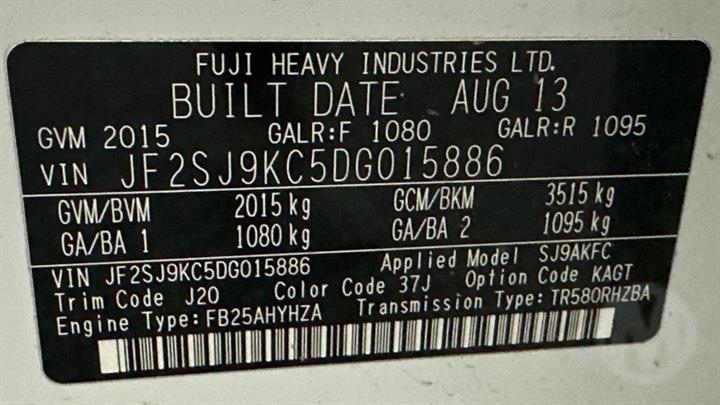 FUJI HEAVY INDUSTRIES LTD.
BUILT DATE AUG 13
GVM 2015 GALR:F 1080 GALR:R 1095
VIN JF2SJ9KC5DG015886
GVM/BVM 2015 kg GCM/BKM 3515 kg
GA/BA 1 1080 kg GA/BA 2 1095 kg
VIN JF2SJ9KC5DG015886 Applied Model SJ9AKFC
Trim Code J20 Color Code 37J Option Code KAGT
Engine Type:FB25AHYHZA Transmission Type:TR580RHZBA